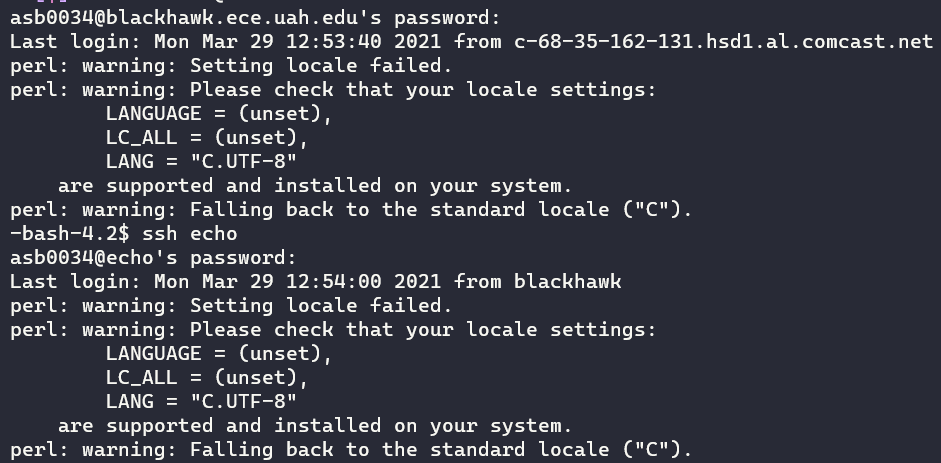 asb0034@blackhawk.ece.uah.edu's password:
Last login: Mon Mar 29 12:53:40 2021 from c-68-35-162-131.hsd1.al.comcast.net
perl: warning: Setting locale failed.
perl: warning: Please check that your locale settings:
        LANGUAGE = (unset),
        LC_ALL = (unset),
        LANG = "C.UTF-8"
    are supported and installed on your system.
perl: warning: Falling back to the standard locale ("C").
-bash-4.2$ ssh echo
asb0034@echo's password:
Last login: Mon Mar 29 12:54:00 2021 from blackhawk
perl: warning: Setting locale failed.
perl: warning: Please check that your locale settings:
        LANGUAGE = (unset),
        LC_ALL = (unset),
        LANG = "C.UTF-8"
    are supported and installed on your system.
perl: warning: Falling back to the standard locale ("C").